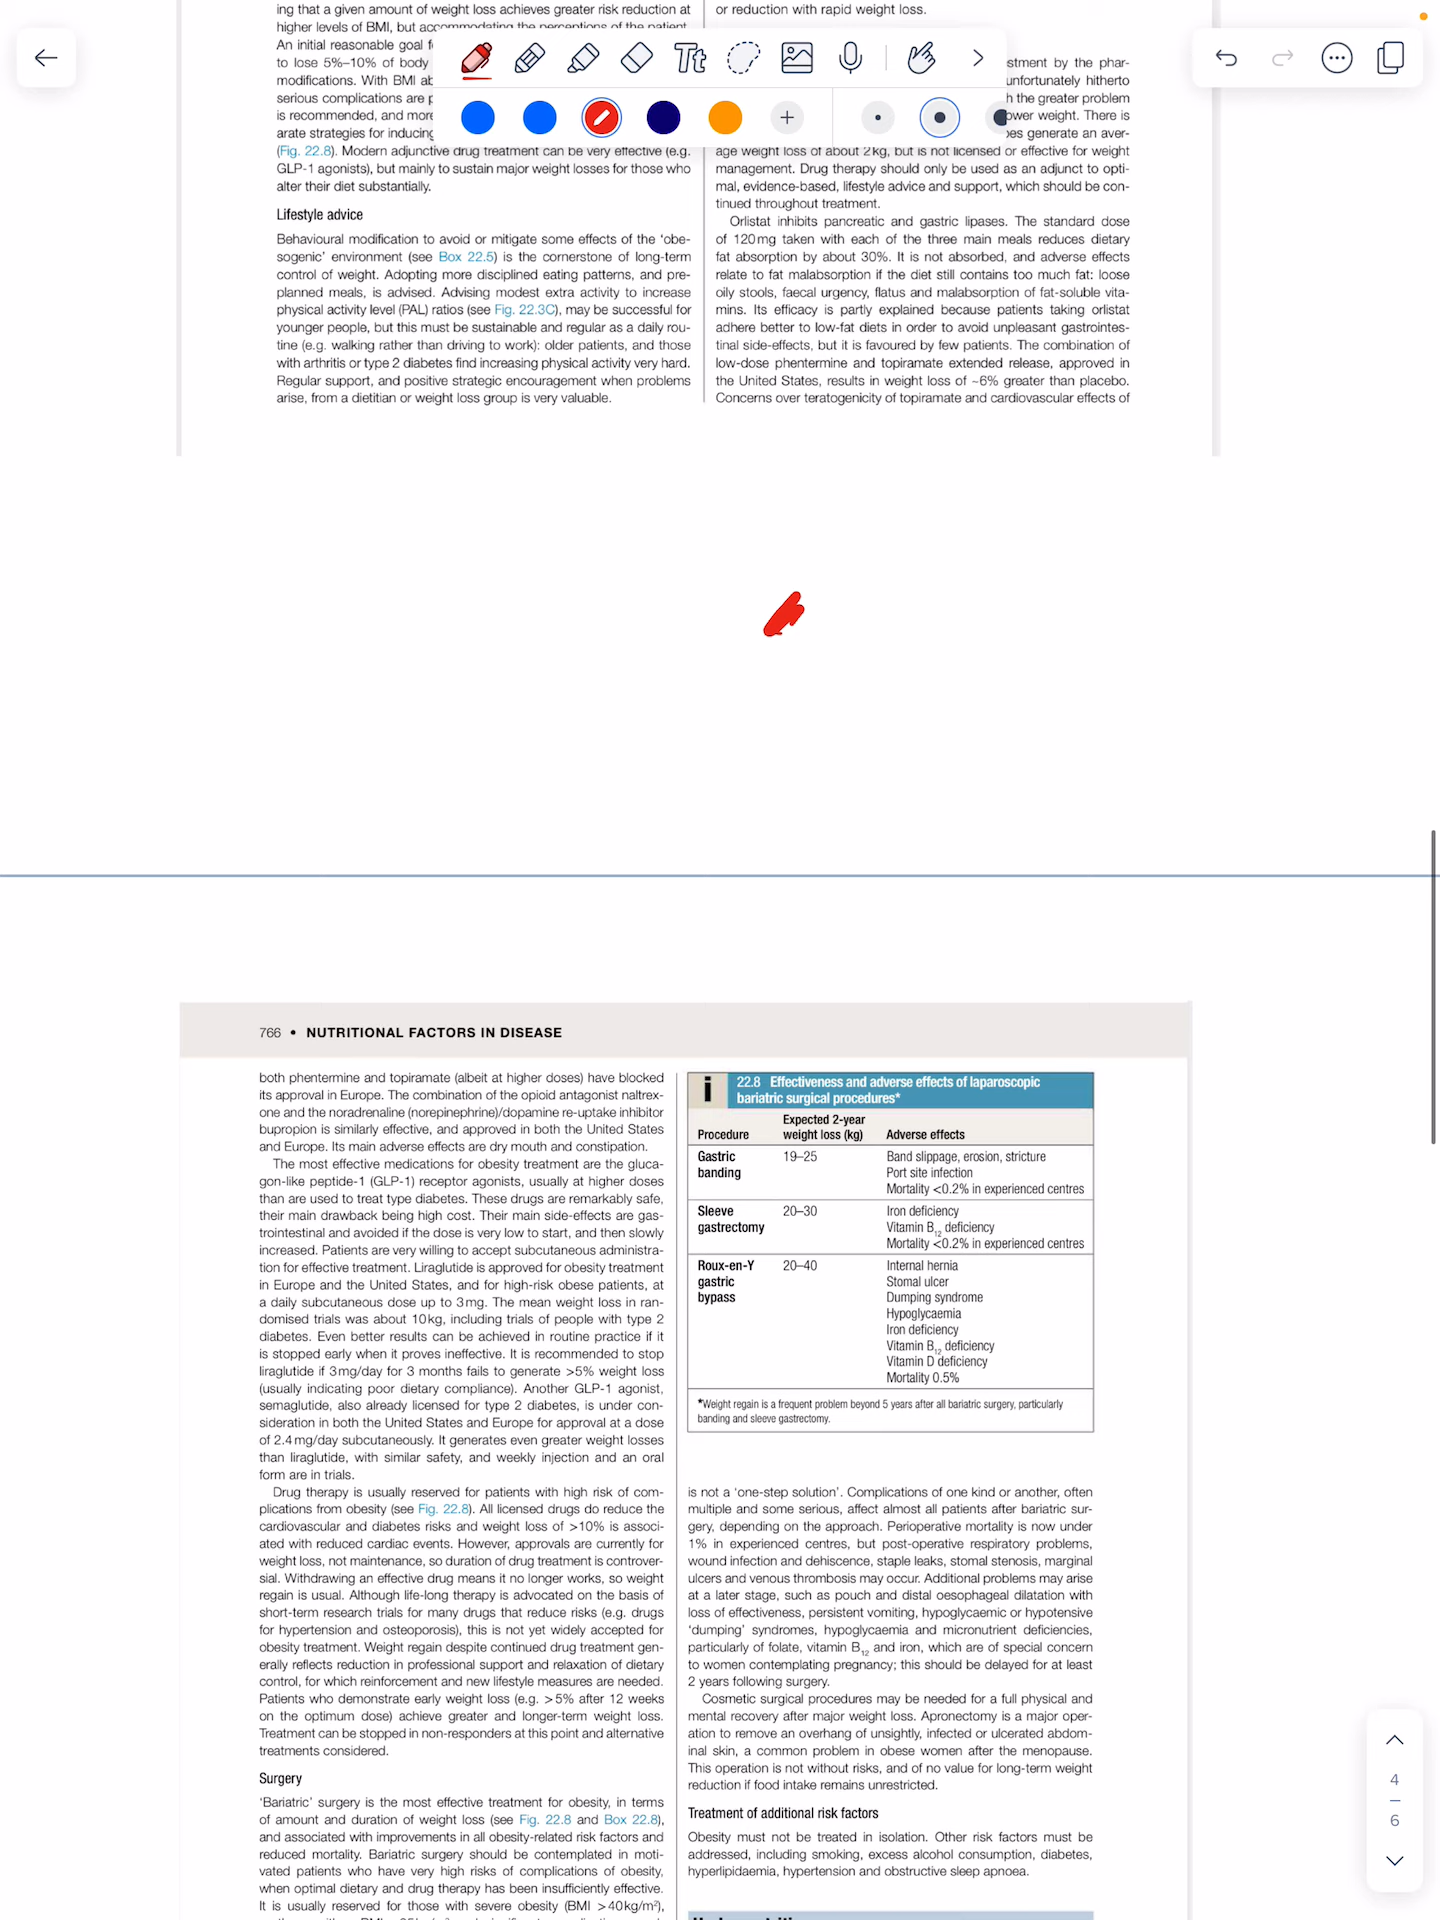 ing that a given amount of weight loss achieves greater risk reduction at
higher levels of BMI, but accommodating the perceptions of the patient.
An initial reasonable goal f
to lose 5%–10% of body
modifications. With BMI ab
serious complications are p
is recommended, and more
arate strategies for inducing
(Fig. 22.8). Modern adjunctive drug treatment can be very effective (e.g.
GLP-1 agonists), but mainly to sustain major weight losses for those who
alter their diet substantially.
Lifestyle advice
Behavioural modification to avoid or mitigate some effects of the ‘obe-
sogenic’ environment (see Box 22.5) is the cornerstone of long-term
control of weight. Adopting more disciplined eating patterns, and pre-
planned meals, is advised. Advising modest extra activity to increase
physical activity level (PAL) ratios (see Fig. 22.3C), may be successful for
younger people, but this must be sustainable and regular as a daily rou-
tine (e.g. walking rather than driving to work): older patients, and those
with arthritis or type 2 diabetes find increasing physical activity very hard.
Regular support, and positive strategic encouragement when problems
arise, from a dietitian or weight loss group is very valuable.
or reduction with rapid weight loss.
stment by the phar-
unfortunately hitherto
h the greater problem
ower weight. There is
es generate an aver-
age weight loss of about 2 kg, but is not licensed or effective for weight
management. Drug therapy should only be used as an adjunct to opti-
mal, evidence-based, lifestyle advice and support, which should be con-
tinued throughout treatment.
Orlistat inhibits pancreatic and gastric lipases. The standard dose
of 120 mg taken with each of the three main meals reduces dietary
fat absorption by about 30%. It is not absorbed, and adverse effects
relate to fat malabsorption if the diet still contains too much fat: loose
oily stools, faecal urgency, flatus and malabsorption of fat-soluble vita-
mins. Its efficacy is partly explained because patients taking orlistat
adhere better to low-fat diets in order to avoid unpleasant gastrointes-
tinal side-effects, but it is favoured by few patients. The combination of
low-dose phentermine and topiramate extended release, approved in
the United States, results in weight loss of ~6% greater than placebo.
Concerns over teratogenicity of topiramate and cardiovascular effects of
Tt
766 • NUTRITIONAL FACTORS IN DISEASE
both phentermine and topiramate (albeit at higher doses) have blocked
its approval in Europe. The combination of the opioid antagonist naltrex-
one and the noradrenaline (norepinephrine)/dopamine re-uptake inhibitor
bupropion is similarly effective, and approved in both the United States
and Europe. Its main adverse effects are dry mouth and constipation.
The most effective medications for obesity treatment are the gluca-
gon-like peptide-1 (GLP-1) receptor agonists, usually at higher doses
than are used to treat type diabetes. These drugs are remarkably safe,
their main drawback being high cost. Their main side-effects are gas-
trointestinal and avoided if the dose is very low to start, and then slowly
increased. Patients are very willing to accept subcutaneous administra-
tion for effective treatment. Liraglutide is approved for obesity treatment
in Europe and the United States, and for high-risk obese patients, at
a daily subcutaneous dose up to 3 mg. The mean weight loss in ran-
domised trials was about 10 kg, including trials of people with type 2
diabetes. Even better results can be achieved in routine practice if it
is stopped early when it proves ineffective. It is recommended to stop
liraglutide if 3 mg/day for 3 months fails to generate >5% weight loss
(usually indicating poor dietary compliance). Another GLP-1 agonist,
semaglutide, also already licensed for type 2 diabetes, is under con-
sideration in both the United States and Europe for approval at a dose
of 2.4 mg/day subcutaneously. It generates even greater weight losses
than liraglutide, with similar safety, and weekly injection and an oral
form are in trials.
Drug therapy is usually reserved for patients with high risk of com-
plications from obesity (see Fig. 22.8). All licensed drugs do reduce the
cardiovascular and diabetes risks and weight loss of >10% is associ-
ated with reduced cardiac events. However, approvals are currently for
weight loss, not maintenance, so duration of drug treatment is controver-
sial. Withdrawing an effective drug means it no longer works, so weight
regain is usual. Although life-long therapy is advocated on the basis of
short-term research trials for many drugs that reduce risks (e.g. drugs
for hypertension and osteoporosis), this is not yet widely accepted for
obesity treatment. Weight regain despite continued drug treatment gen-
erally reflects reduction in professional support and relaxation of dietary
control, for which reinforcement and new lifestyle measures are needed.
Patients who demonstrate early weight loss (e.g. >5% after 12 weeks
on the optimum dose) achieve greater and longer-term weight loss.
Treatment can be stopped in non-responders at this point and alternative
treatments considered.
Surgery
‘Bariatric’ surgery is the most effective treatment for obesity, in terms
of amount and duration of weight loss (see Fig. 22.8 and Box 22.8),
and associated with improvements in all obesity-related risk factors and
reduced mortality. Bariatric surgery should be contemplated in moti-
vated patients who have very high risks of complications of obesity,
when optimal dietary and drug therapy has been insufficiently effective.
It is usually reserved for those with severe obesity (BMI >40 kg/m²),
i 22.8 Effectiveness and adverse effects of laparoscopic
bariatric surgical procedures*
Procedure Expected 2-year weight loss (kg) Adverse effects
Gastric banding 19–25 Band slippage, erosion, stricture
Port site infection
Mortality <0.2% in experienced centres
Sleeve gastrectomy 20–30 Iron deficiency
Vitamin B12 deficiency
Mortality <0.2% in experienced centres
Roux-en-Y gastric bypass 20–40 Internal hernia
Stomal ulcer
Dumping syndrome
Hypoglycaemia
Iron deficiency
Vitamin B12 deficiency
Vitamin D deficiency
Mortality 0.5%
*Weight regain is a frequent problem beyond 5 years after all bariatric surgery, particularly
banding and sleeve gastrectomy.
is not a ‘one-step solution’. Complications of one kind or another, often
multiple and some serious, affect almost all patients after bariatric sur-
gery, depending on the approach. Perioperative mortality is now under
1% in experienced centres, but post-operative respiratory problems,
wound infection and dehiscence, staple leaks, stomal stenosis, marginal
ulcers and venous thrombosis may occur. Additional problems may arise
at a later stage, such as pouch and distal oesophageal dilatation with
loss of effectiveness, persistent vomiting, hypoglycaemic or hypotensive
‘dumping’ syndromes, hypoglycaemia and micronutrient deficiencies,
particularly of folate, vitamin B12 and iron, which are of special concern
to women contemplating pregnancy; this should be delayed for at least
2 years following surgery.
Cosmetic surgical procedures may be needed for a full physical and
mental recovery after major weight loss. Apronectomy is a major oper-
ation to remove an overhang of unsightly, infected or ulcerated abdom-
inal skin, a common problem in obese women after the menopause.
This operation is not without risks, and of no value for long-term weight
reduction if food intake remains unrestricted.
Treatment of additional risk factors
Obesity must not be treated in isolation. Other risk factors must be
addressed, including smoking, excess alcohol consumption, diabetes,
hyperlipidaemia, hypertension and obstructive sleep apnoea.
4
6